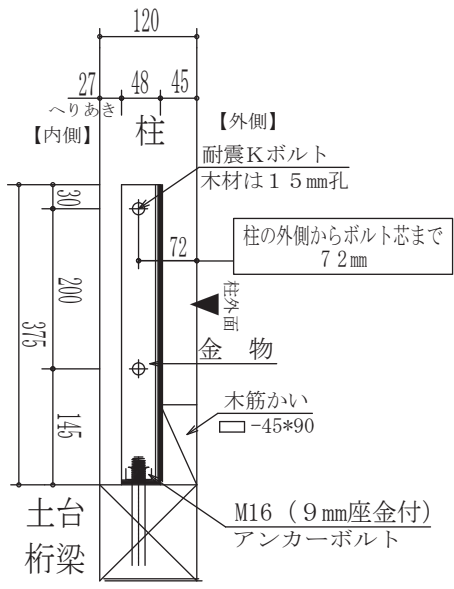 120
27
48
45
へりあき
柱
【内側】
【外側】
耐震Kボルト
木材は15mm孔
30
72
柱の外側からボルト芯まで
72mm
200
柱外面
375
金 物
145
木筋かい
-45*90
土台
M16(9mm座金付)
アンカーボルト
桁梁